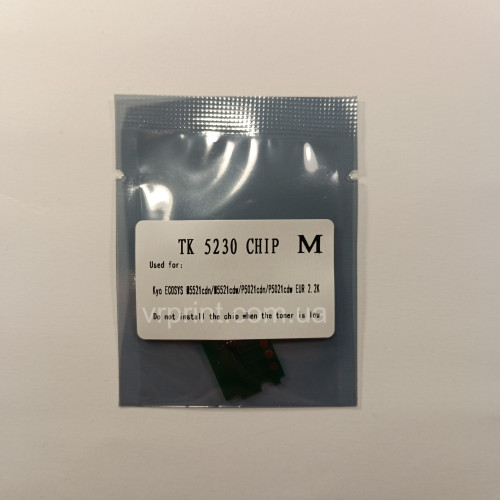 TK 5230 CHIP M
Used for:
Kyo ECOSYS M5521cdn/M5521cdw/P5021cdn/P5021cdw EUR 2.2K
vrprint.com.ua
Do not install the chip when the toner is low